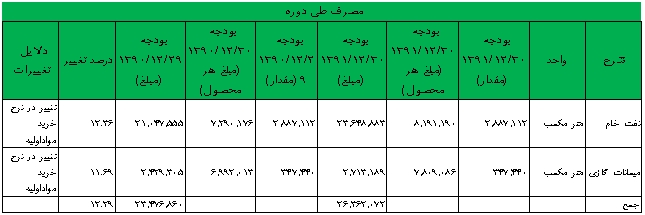 مصرف طی دوره
شرح واحد بودجه ۱۳۹۱/۱۲/۳۰ (مقدار) بودجه ۱۳۹۱/۱۲/۳۰ (مبلغ هر محصول) بودجه ۱۳۹۱/۱۲/۳۰ (مبلغ) بودجه ۱۳۹۰/۱۲/۲۹ (مقدار) بودجه ۱۳۹۰/۱۲/۳۰ (مبلغ هر محصول) بودجه ۱۳۹۰/۱۲/۲۹ (مبلغ) درصد تغییر دلایل تغییرات
نفت خام متر مکعب ۲,۸۸۷,۱۱۲ ۸,۱۹۱,۱۹۰ ۲۳,۶۴۸,۸۸۳ ۲,۸۸۷,۱۱۲ ۷,۲۹۰,۱۷۶ ۲۱,۰۴۷,۵۵۵ ۱۲.۳۶ تغییر در نرخ خرید مواداولیه
میعانات گازی متر مکعب ۳۴۷,۴۴۰ ۷,۸۰۹,۰۸۶ ۲,۷۱۳,۱۸۹ ۳۴۷,۴۴۰ ۶,۹۹۲,۰۱۳ ۲,۴۲۹,۳۰۵ ۱۱.۶۹ تغییر در نرخ خرید مواداولیه
جمع ۲۶,۳۶۲,۰۷۲ ۲۳,۴۷۶,۸۶۰ ۱۲.۲۹